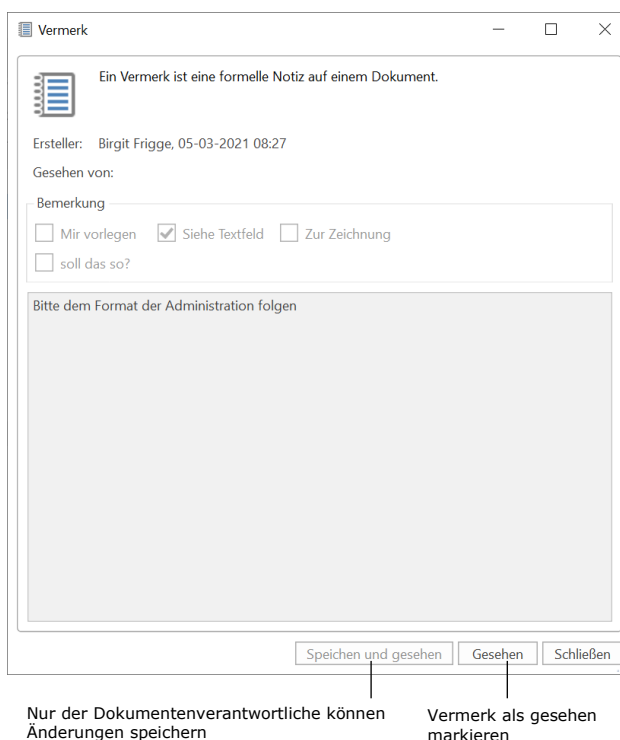 Vermerk
Ein Vermerk ist eine formelle Notiz auf einem Dokument.
Ersteller: Birgit Frigge, 05-03-2021 08:27
Gesehen von:
Bemerkung
Mir vorlegen Siehe Textfeld Zur Zeichnung
soll das so?
Bitte dem Format der Administration folgen
Speichen und gesehen Gesehen Schließen
Nur der Dokumentenverantwortliche können
Änderungen speichern
Vermerk als gesehen
markieren